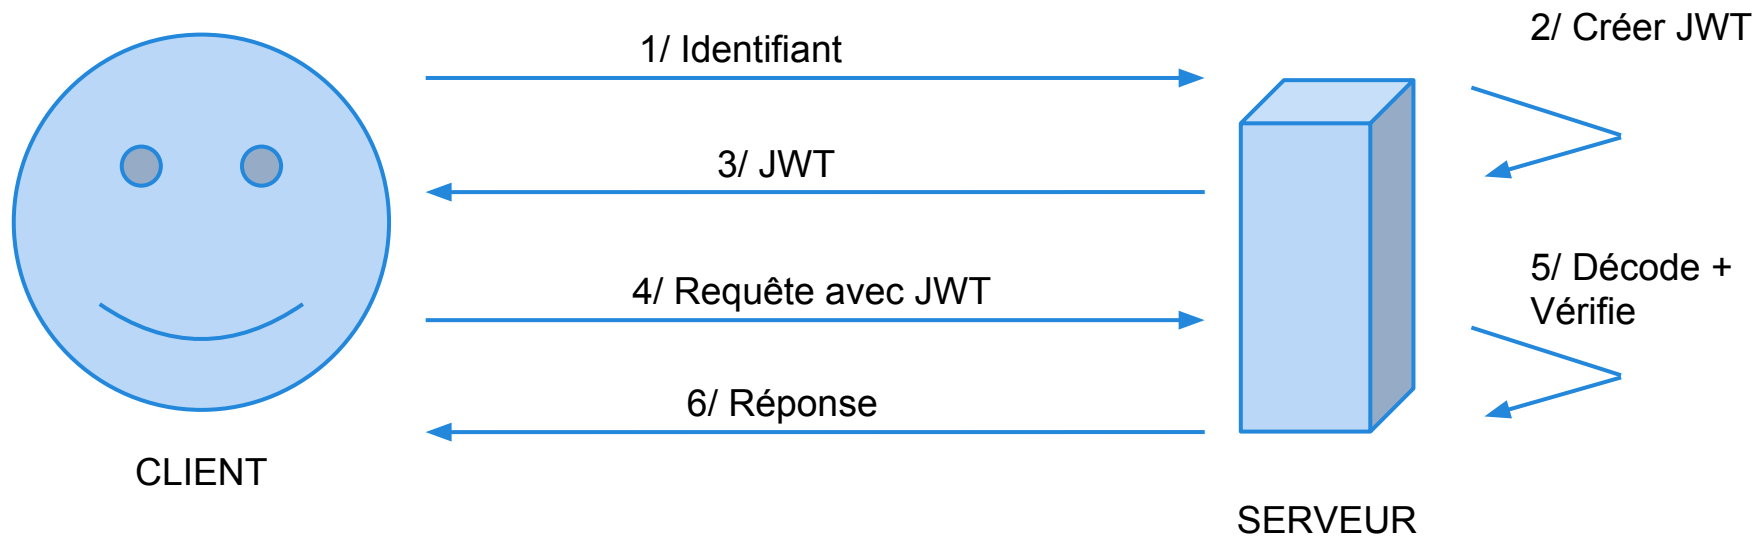 1/ Identifiant
2/ Créer JWT
3/ JWT
4/ Requête avec JWT
5/ Décode +
Vérifie
6/ Réponse
CLIENT
SERVEUR